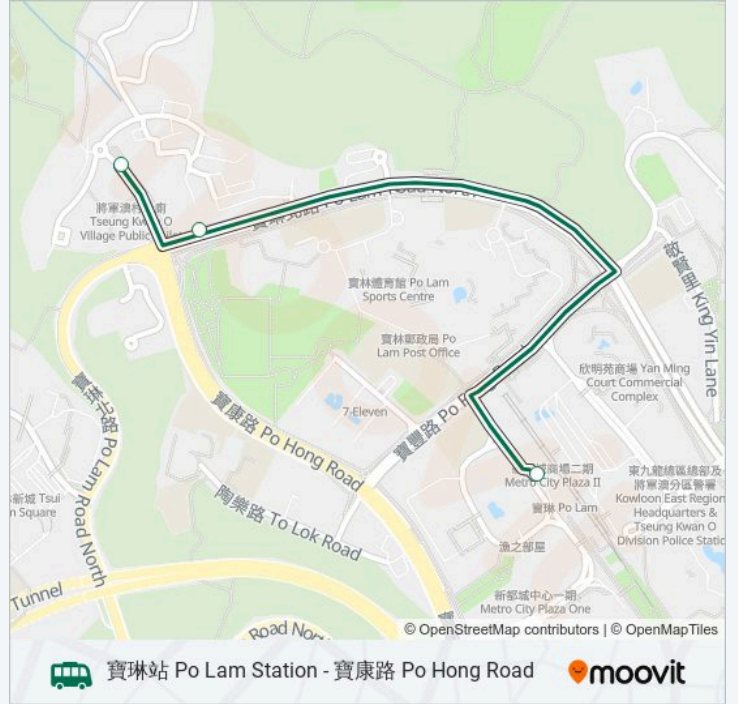 將軍澳村公廁
Tseung Kwan O
Village Public Toilet
寶琳北路 Po Lam Road North
寶林體育館 Po Lam
Sports Centre
敬賢里 King Yin Lane
寶林郵政局 Po
Lam Post Office
欣明苑商場 Yan Ming
Court Commercial
Complex
7-Eleven
寶豐路 Po
寶琳北路 Po Lam Road North
寶康路 Po Hong Road
新城 Tsui
n Square
陶樂路 To Lok Road
城商場二期
Metro City Plaza II
寶琳 Po Lam
東九龍總區總部及
將軍澳分區警署
Kowloon East Region
Headquarters &
Tseung Kwan O
Division Police Static
漁之部屋
新都城中心一期
Metro City Plaza One
Tunnel
Road Nor
寶
© OpenStreetMap contributors | © OpenMapTiles
寶琳站 Po Lam Station - 寶康路 Po Hong Road
moovit